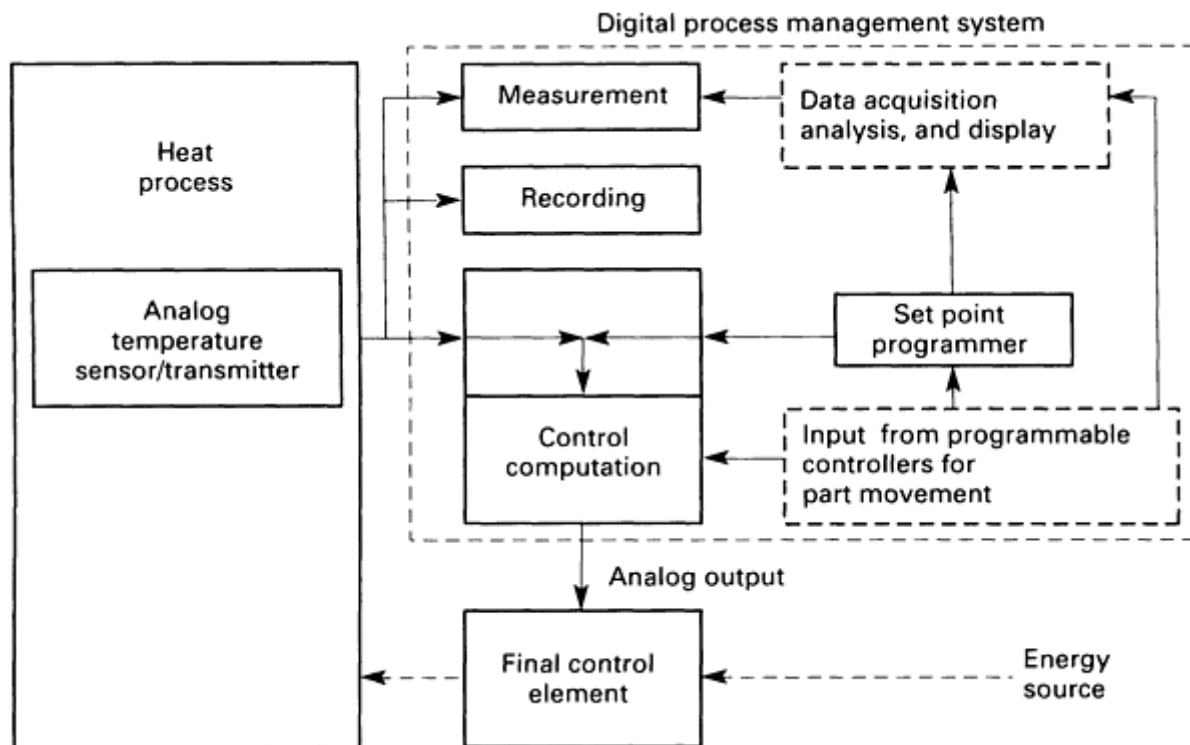 Digital process management system
Heat
process
Measurement
Data acquisition
analysis, and display
Recording
Analog
temperature
sensor/transmitter
Set point
programmer
Control
computation
Input from programmable
controllers for
part movement
Analog output
Final control
element
Energy
source